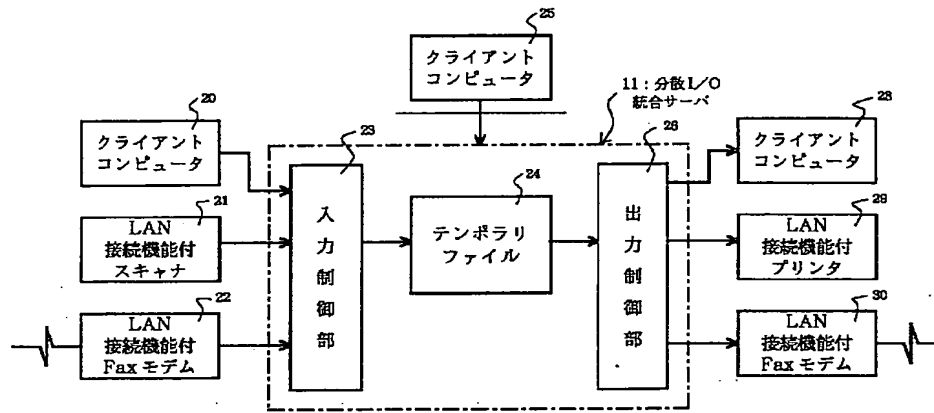 25
クライアント
コンピュータ
11：分散I/O
統合サーバ
20
クライアント
コンピュータ
23
入力制御部
24
テンポラリ
ファイル
26
出力制御部
28
クライアント
コンピュータ
21
LAN
接続機能付
スキャナ
29
LAN
接続機能付
プリンタ
22
LAN
接続機能付
Faxモデム
30
LAN
接続機能付
Faxモデム